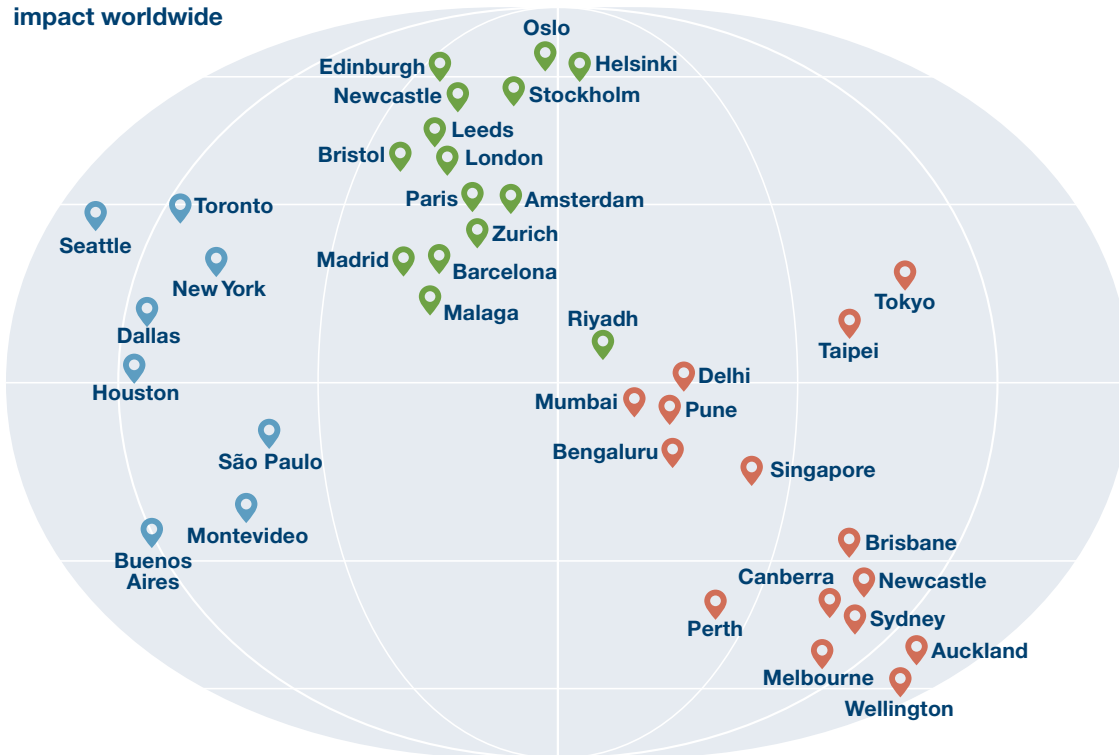 impact worldwide
Oslo
Edinburgh
Helsinki
Newcastle
Stockholm
Leeds
Bristol
London
Paris
Amsterdam
Toronto
Zurich
Seattle
Madrid
Barcelona
New York
Tokyo
Malaga
Riyadh
Dallas
Taipei
Delhi
Houston
Mumbai
Pune
Bengaluru
São Paulo
Singapore
Montevideo
Brisbane
Buenos
Aires
Canberra
Newcastle
Sydney
Perth
Auckland
Melbourne
Wellington